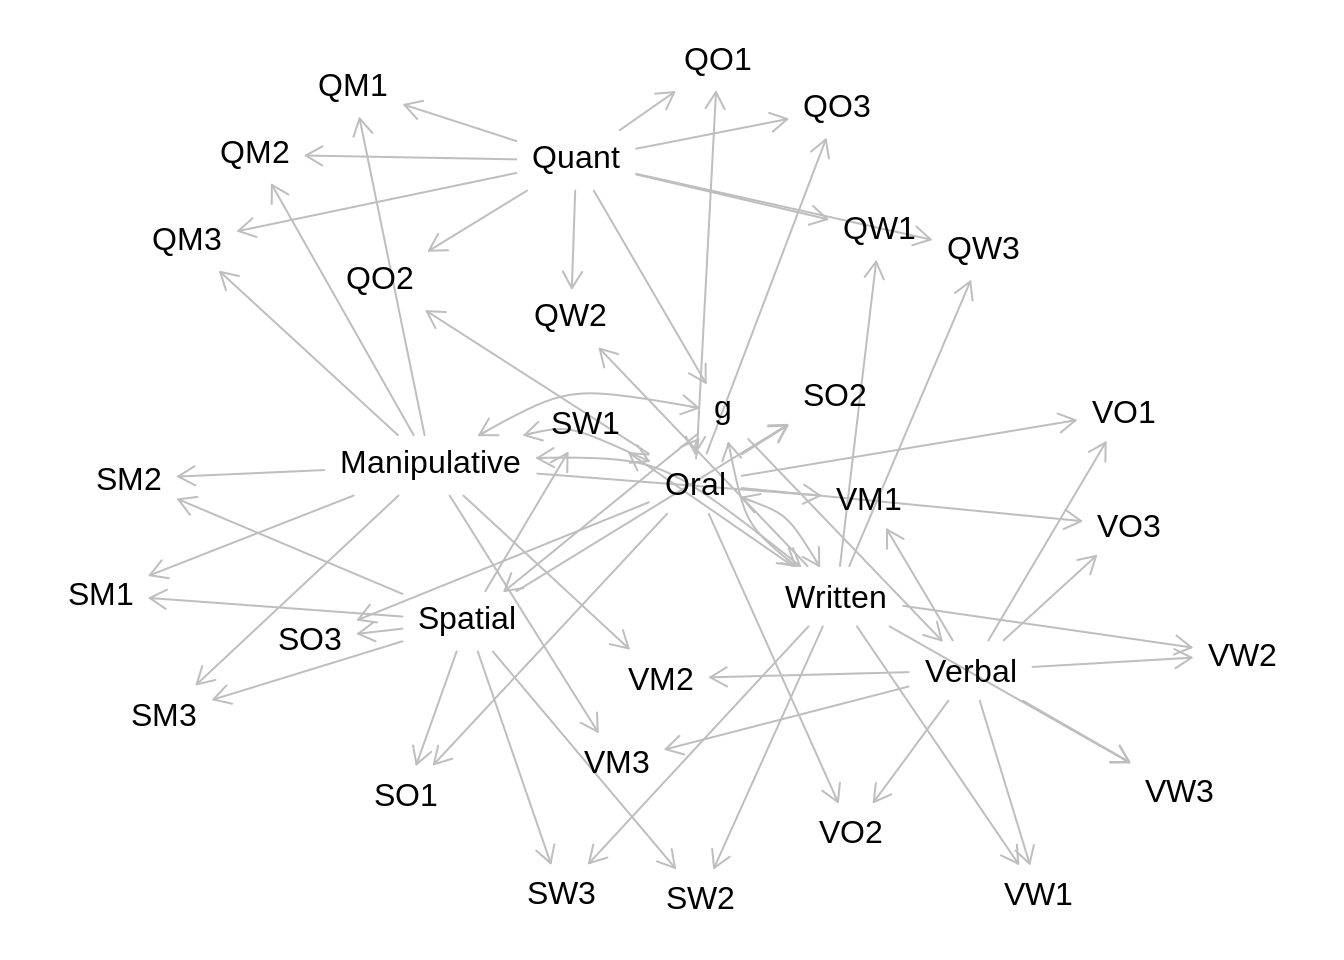 QO1
QM1
QO3
QM2
Quant
QW1
QM3
QW3
QO2
QW2
SO2
g
VO1
SW1
Manipulative
SM2
Oral
VM1
VO3
SM1
Written
Spatial
SO3
VW2
Verbal
VM2
SM3
VM3
VW3
SO1
VO2
SW3
VW1
SW2